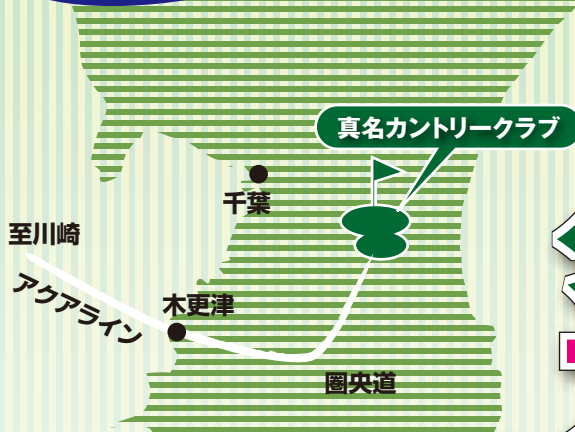 真名カントリークラブ
千葉
至川崎
アクアライン
木更津
圏央道